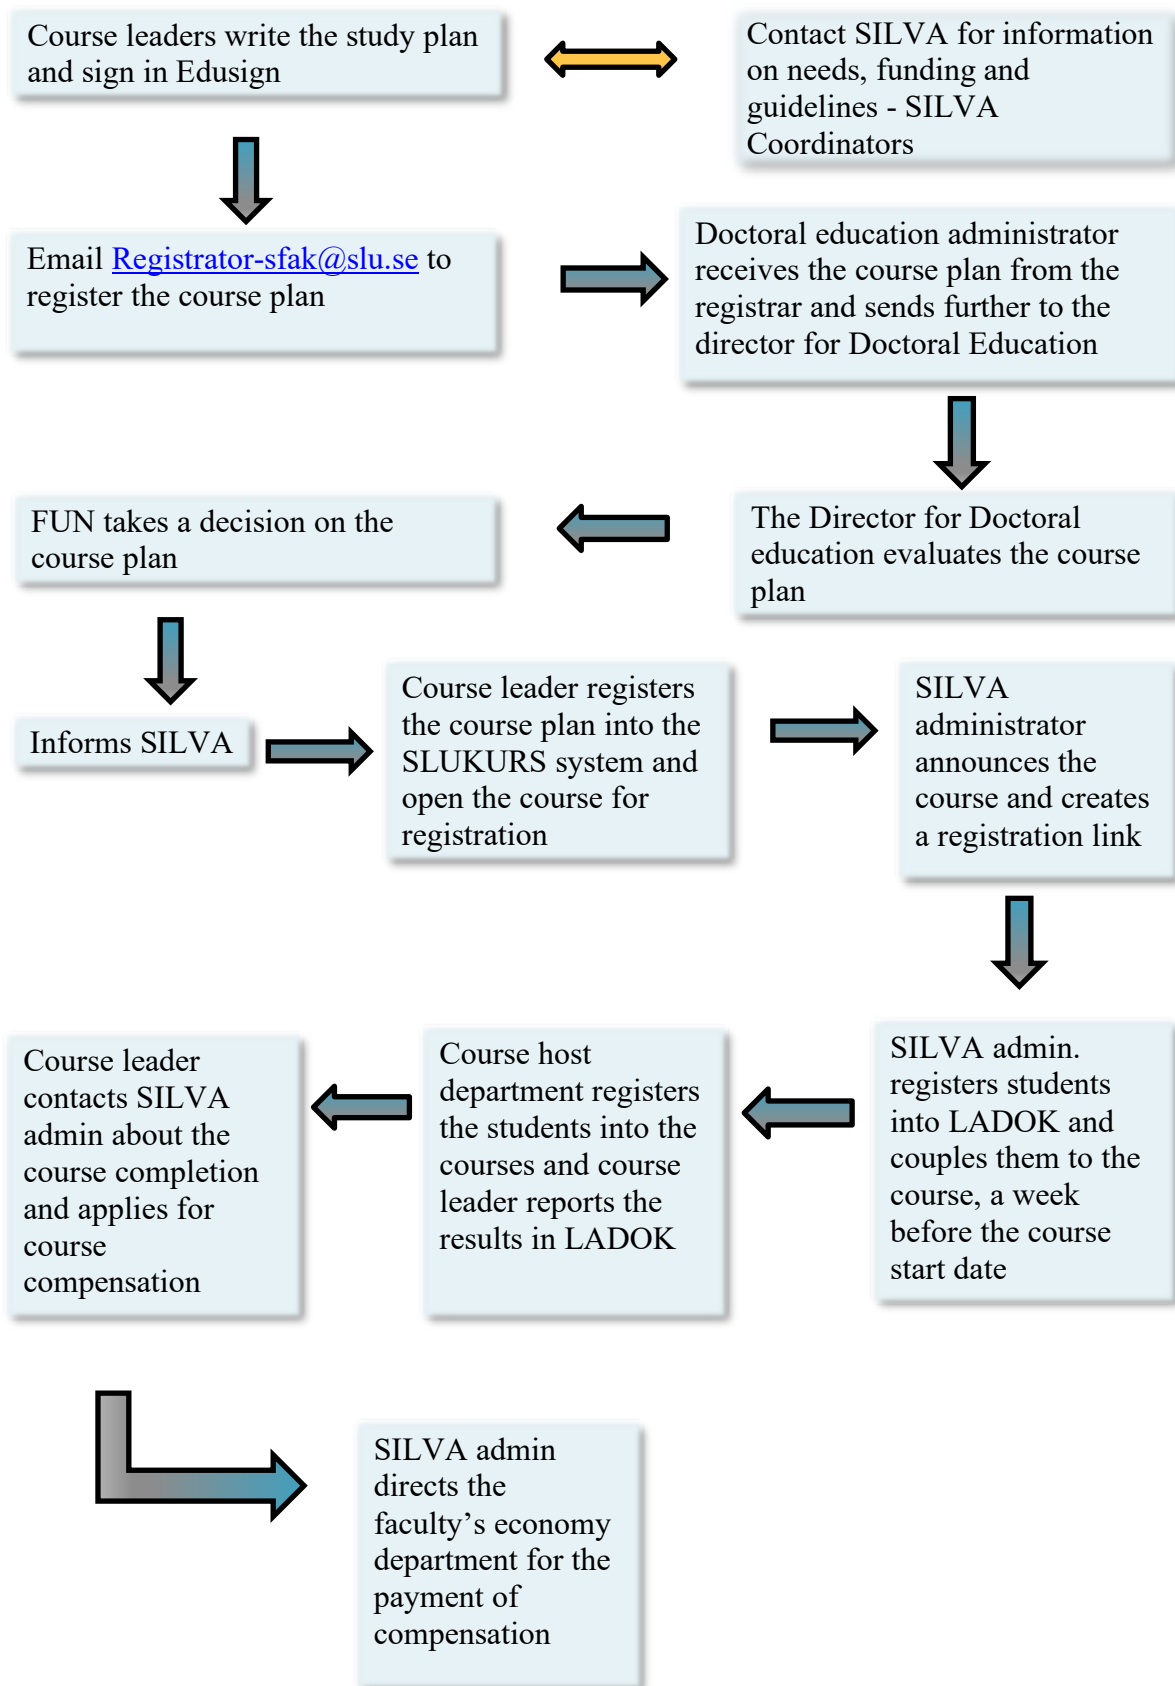 Course leaders write the study plan
and sign in Edusign
Contact SILVA for information
on needs, funding and
guidelines - SILVA
Coordinators
Email Registrator-sfak@slu.se to
register the course plan
Doctoral education administrator
receives the course plan from the
registrar and sends further to the
director for Doctoral Education
The Director for Doctoral
education evaluates the course
plan
FUN takes a decision on the
course plan
Informs SILVA
Course leader registers
the course plan into the
SLUKURS system and
open the course for
registration
SILVA
administrator
announces the
course and creates
a registration link
SILVA admin.
registers students
into LADOK and
couples them to the
course, a week
before the course
start date
Course host
department registers
the students into the
courses and course
leader reports the
results in LADOK
Course leader
contacts SILVA
admin about the
course completion
and applies for
course
compensation
SILVA admin
directs the
faculty’s economy
department for the
payment of
compensation